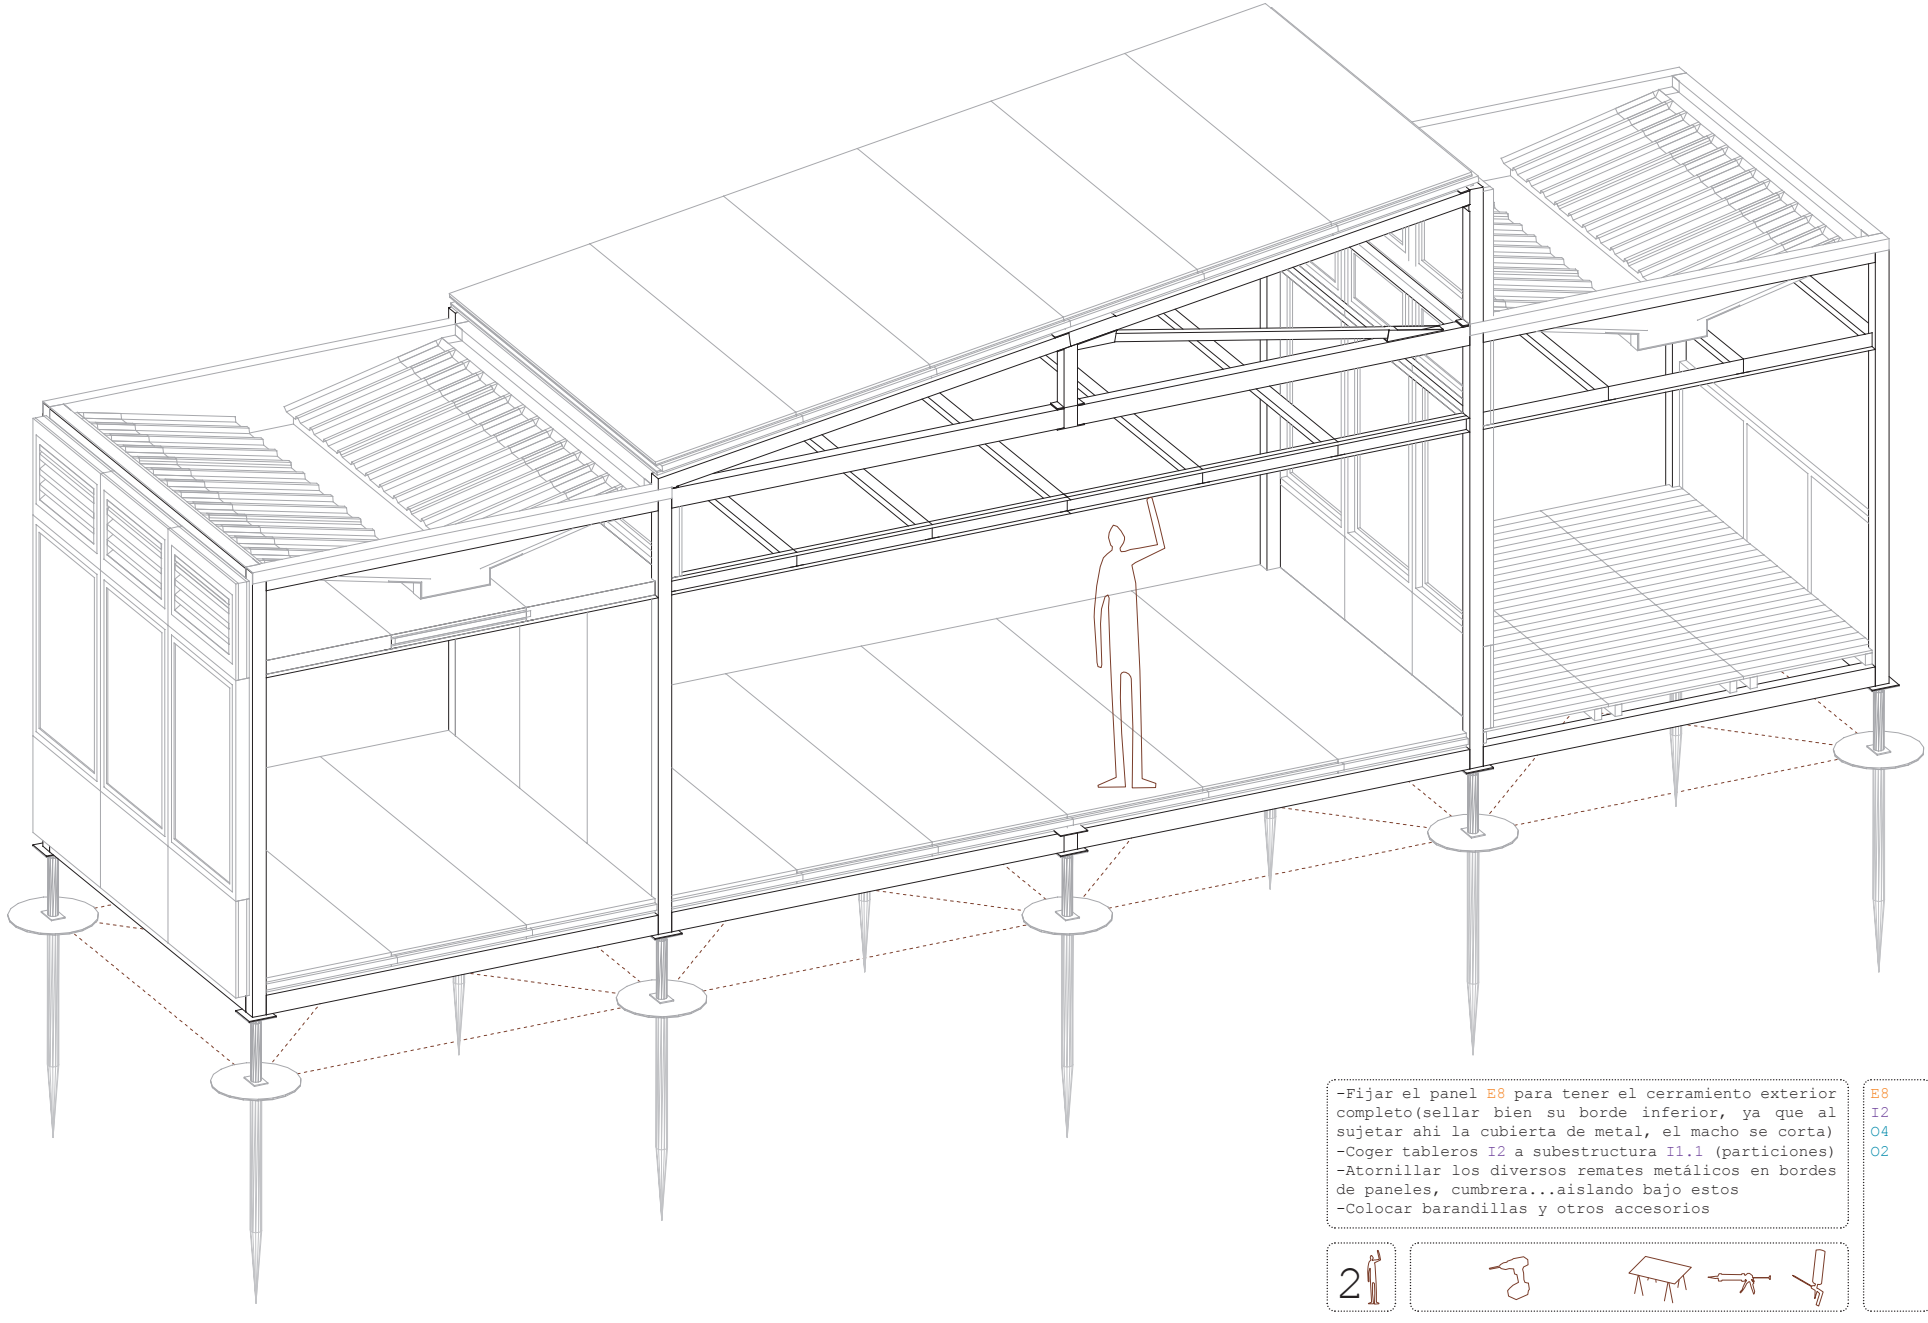 -Fijar el panel E8 para tener el cerramiento exterior
completo(sellar bien su borde inferior, ya que al
sujetar ahi la cubierta de metal, el macho se corta)
-Coger tableros I2 a subestructura I1.1 (particiones)
-Atornillar los diversos remates metálicos en bordes
de paneles, cumbrera...aislando bajo estos
-Colocar barandillas y otros accesorios
E8
I2
O4
O2
2